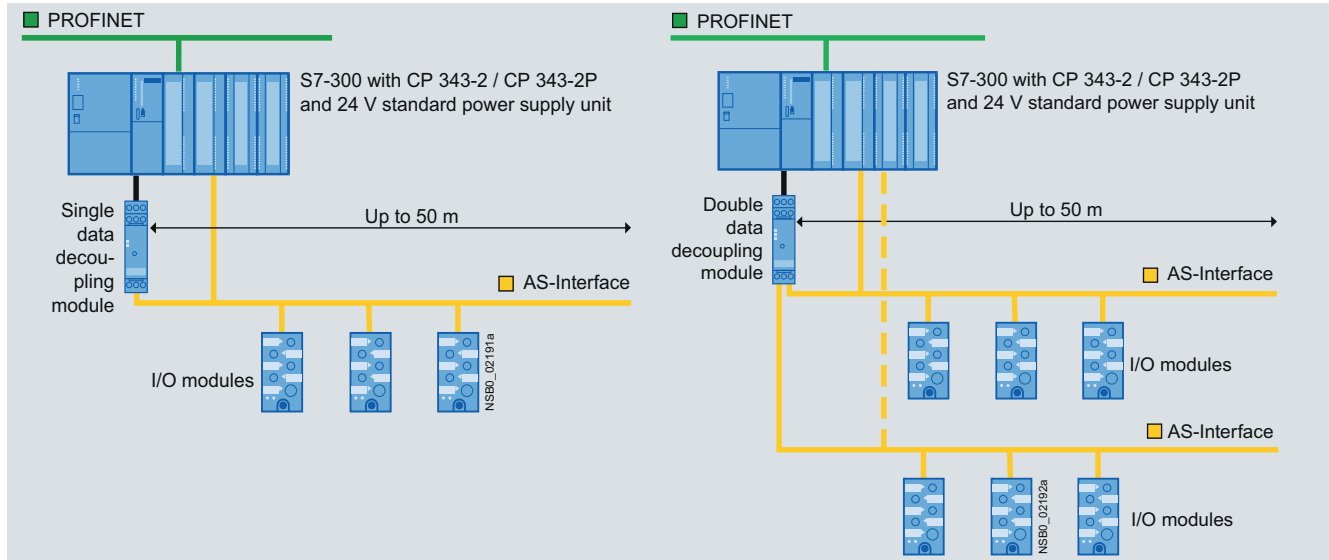 PROFINET
S7-300 with CP 343-2 / CP 343-2P
and 24 V standard power supply unit
Single
data
decou-
pling
module
Up to 50 m
AS-Interface
I/O modules
NSB0_02191a
PROFINET
S7-300 with CP 343-2 / CP 343-2P
and 24 V standard power supply unit
Double
data
decoupling
module
Up to 50 m
AS-Interface
I/O modules
AS-Interface
I/O modules
NSB0_02192a